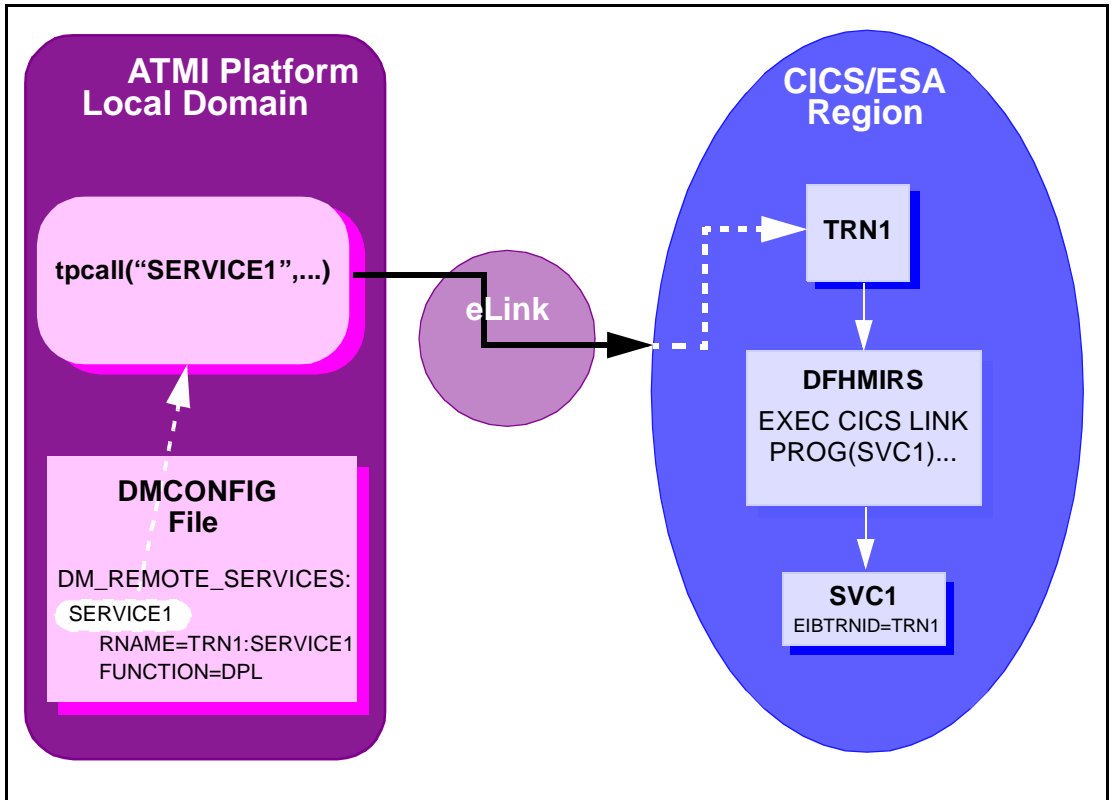 ATMI Platform
Local Domain
tpcall(“SERVICE1”,...)
DMCONFIG
File
DM_REMOTE_SERVICES:
SERVICE1
RNAME=TRN1:SERVICE1
FUNCTION=DPL
eLink
CICS/ESA
Region
TRN1
DFHMIRS
EXEC CICS LINK
PROG(SVC1)...
SVC1
EIBTRNID=TRN1